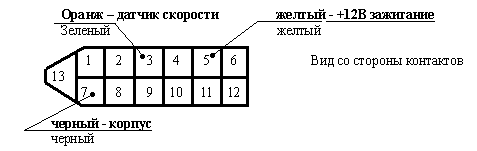 Оранж – датчик скорости
Зеленый
желтый - +12В зажигание
желтый
1 2 3 4 5 6
Вид со стороны контактов
13
7 8 9 10 11 12
черный - корпус
черный